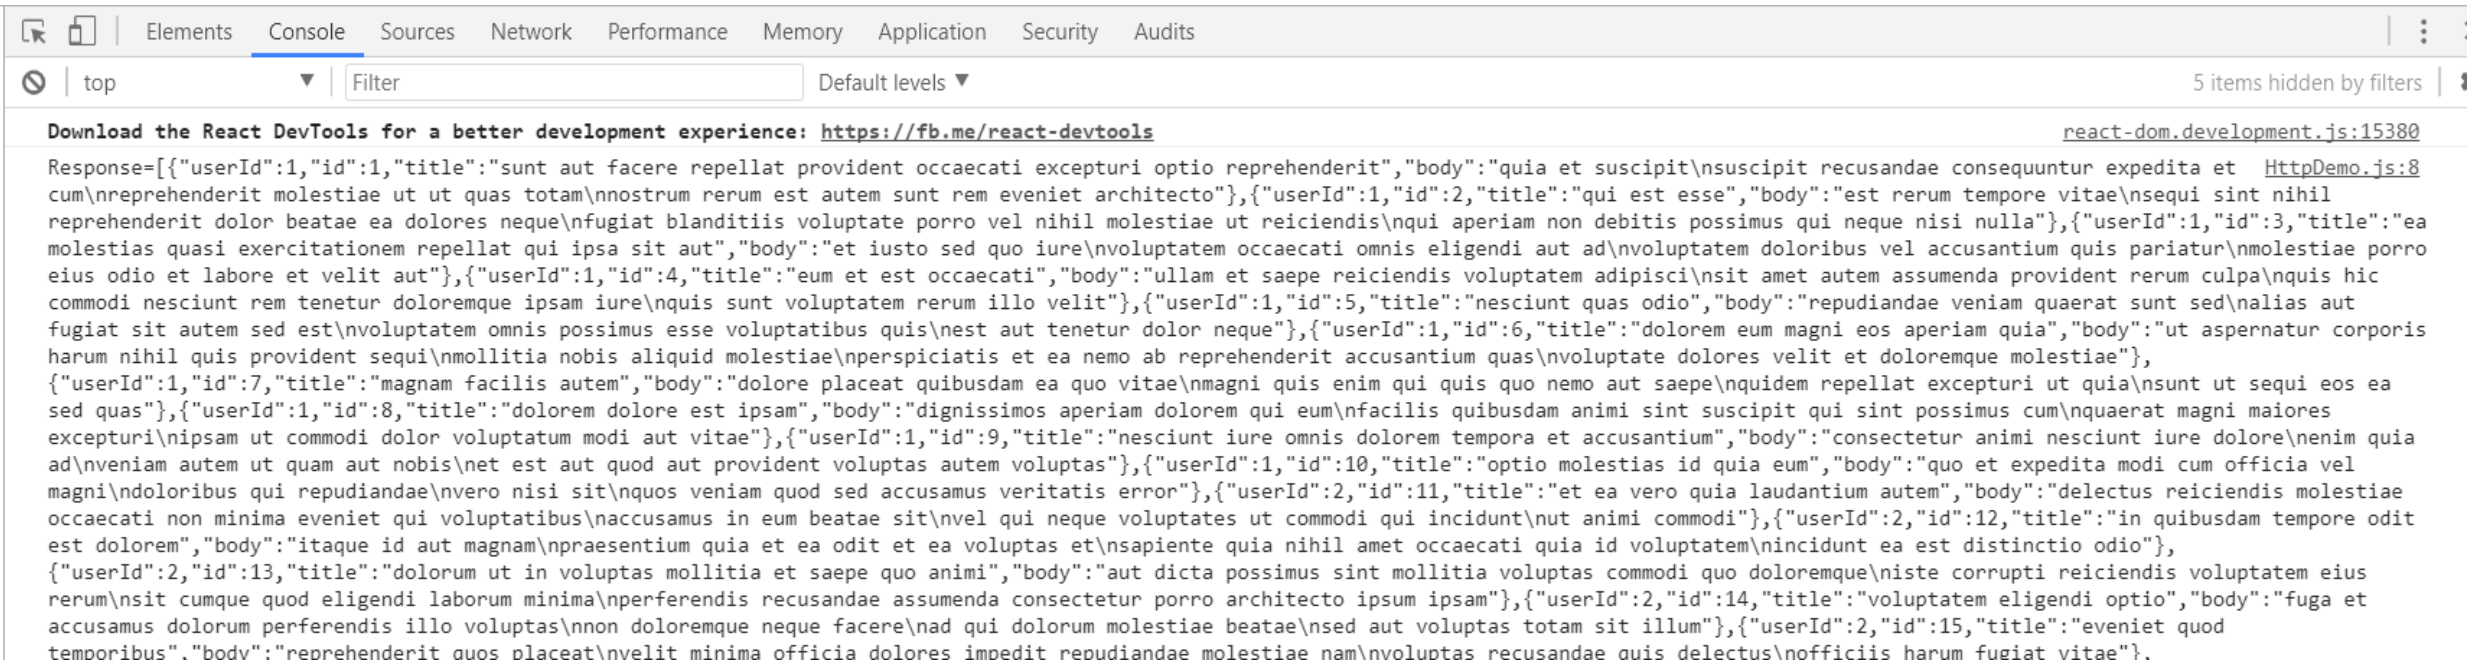 Elements Console Sources Network Performance Memory Application Security Audits
top Filter Default levels 5 items hidden by filters
Download the React DevTools for a better development experience: https://fb.me/react-devtools react-dom.development.js:15380
Response=[{"userId":1,"id":1,"title":"sunt aut facere repellat provident occaecati excepturi optio reprehenderit","body":"quia et suscipit\nsuscipit recusandae consequuntur expedita et HttpDemo.js:8
cum\nreprehenderit molestiae ut ut quas totam\nnostrum rerum est autem sunt rem eveniet architecto"},{"userId":1,"id":2,"title":"qui est esse","body":"est rerum tempore vitae\nsequi sint nihil
reprehenderit dolor beatae ea dolores neque\nfugiat blanditiis voluptate porro vel nihil molestiae ut reiciendis\nqui aperiam non debitis possimus qui neque nisi nulla"},{"userId":1,"id":3,"title":"ea
molestias quasi exercitationem repellat qui ipsa sit aut","body":"et iusto sed quo iure\nvoluptatem occaecati omnis eligendi aut ad\nvoluptatem doloribus vel accusantium quis pariatur\nmolestiae porro
eius odio et labore et velit aut"},{"userId":1,"id":4,"title":"eum et est occaecati","body":"ullam et saepe reiciendis voluptatem adipisci\nsit amet autem assumenda provident rerum culpa\nquis hic
commodi nesciunt rem tenetur doloremque ipsam iure\nquis sunt voluptatem rerum illo velit"},{"userId":1,"id":5,"title":"nesciunt quas odio","body":"repudiandae veniam quaerat sunt sed\nalias aut
fugiat sit autem sed est\nvoluptatem omnis possimus esse voluptatibus quis\nest aut tenetur dolor neque"},{"userId":1,"id":6,"title":"dolorem eum magni eos aperiam quia","body":"ut aspernatur corporis
harum nihil quis provident sequi\nmollitia nobis aliquid molestiae\nperspiciatis et ea nemo ab reprehenderit accusantium quas\nvoluptate dolores velit et doloremque molestiae"},
{"userId":1,"id":7,"title":"magnam facilis autem","body":"dolore placeat quibusdam ea quo vitae\nmagni quis enim qui quis quo nemo aut saepe\nquidem repellat excepturi ut quia\nsunt ut sequi eos ea
sed quas"},{"userId":1,"id":8,"title":"dolorem dolore est ipsam","body":"dignissimos aperiam dolorem qui eum\nfacilis quibusdam animi sint suscipit qui sint possimus cum\nquaerat magni maiores
excepturi\nipsam ut commodi dolor voluptatum modi aut vitae"},{"userId":1,"id":9,"title":"nesciunt iure omnis dolorem tempora et accusantium","body":"consectetur animi nesciunt iure dolore\nenim quia
ad\nveniam autem ut quam aut nobis\net est aut quod aut provident voluptas autem voluptas"},{"userId":1,"id":10,"title":"optio molestias id quia eum","body":"quo et expedita modi cum officia vel
magni\ndoloribus qui repudiandae\nvero nisi sit\nquos veniam quod sed accusamus veritatis error"},{"userId":2,"id":11,"title":"et ea vero quia laudantium autem","body":"delectus reiciendis molestiae
occaecati non minima eveniet qui voluptatibus\naccusamus in eum beatae sit\nvel qui neque voluptates ut commodi qui incidunt\nut animi commodi"},{"userId":2,"id":12,"title":"in quibusdam tempore odit
est dolorem","body":"itaque id aut magnam\npraesentium quia et ea odit et ea voluptas et\nsapiente quia nihil amet occaecati quia id voluptatem\nincidunt ea est distinctio odio"},
{"userId":2,"id":13,"title":"dolorum ut in voluptas mollitia et saepe quo animi","body":"aut dicta possimus sint mollitia voluptas commodi quo doloremque\niste corrupti reiciendis voluptatem eius
rerum\nsit cumque quod eligendi laborum minima\nperferendis recusandae assumenda consectetur porro architecto ipsum ipsam"},{"userId":2,"id":14,"title":"voluptatem eligendi optio","body":"fuga et
accusamus dolorum perferendis illo voluptas\nnon doloremque neque facere\nad qui dolorum molestiae beatae\nsed aut voluptas totam sit illum"},{"userId":2,"id":15,"title":"eveniet quod
temporibus","body":"reprehenderit quos placeat\nvelit minima officia dolores impedit repudiandae molestiae nam\nvoluptas recusandae quis delectus\nofficiis harum fugiat vitae"},